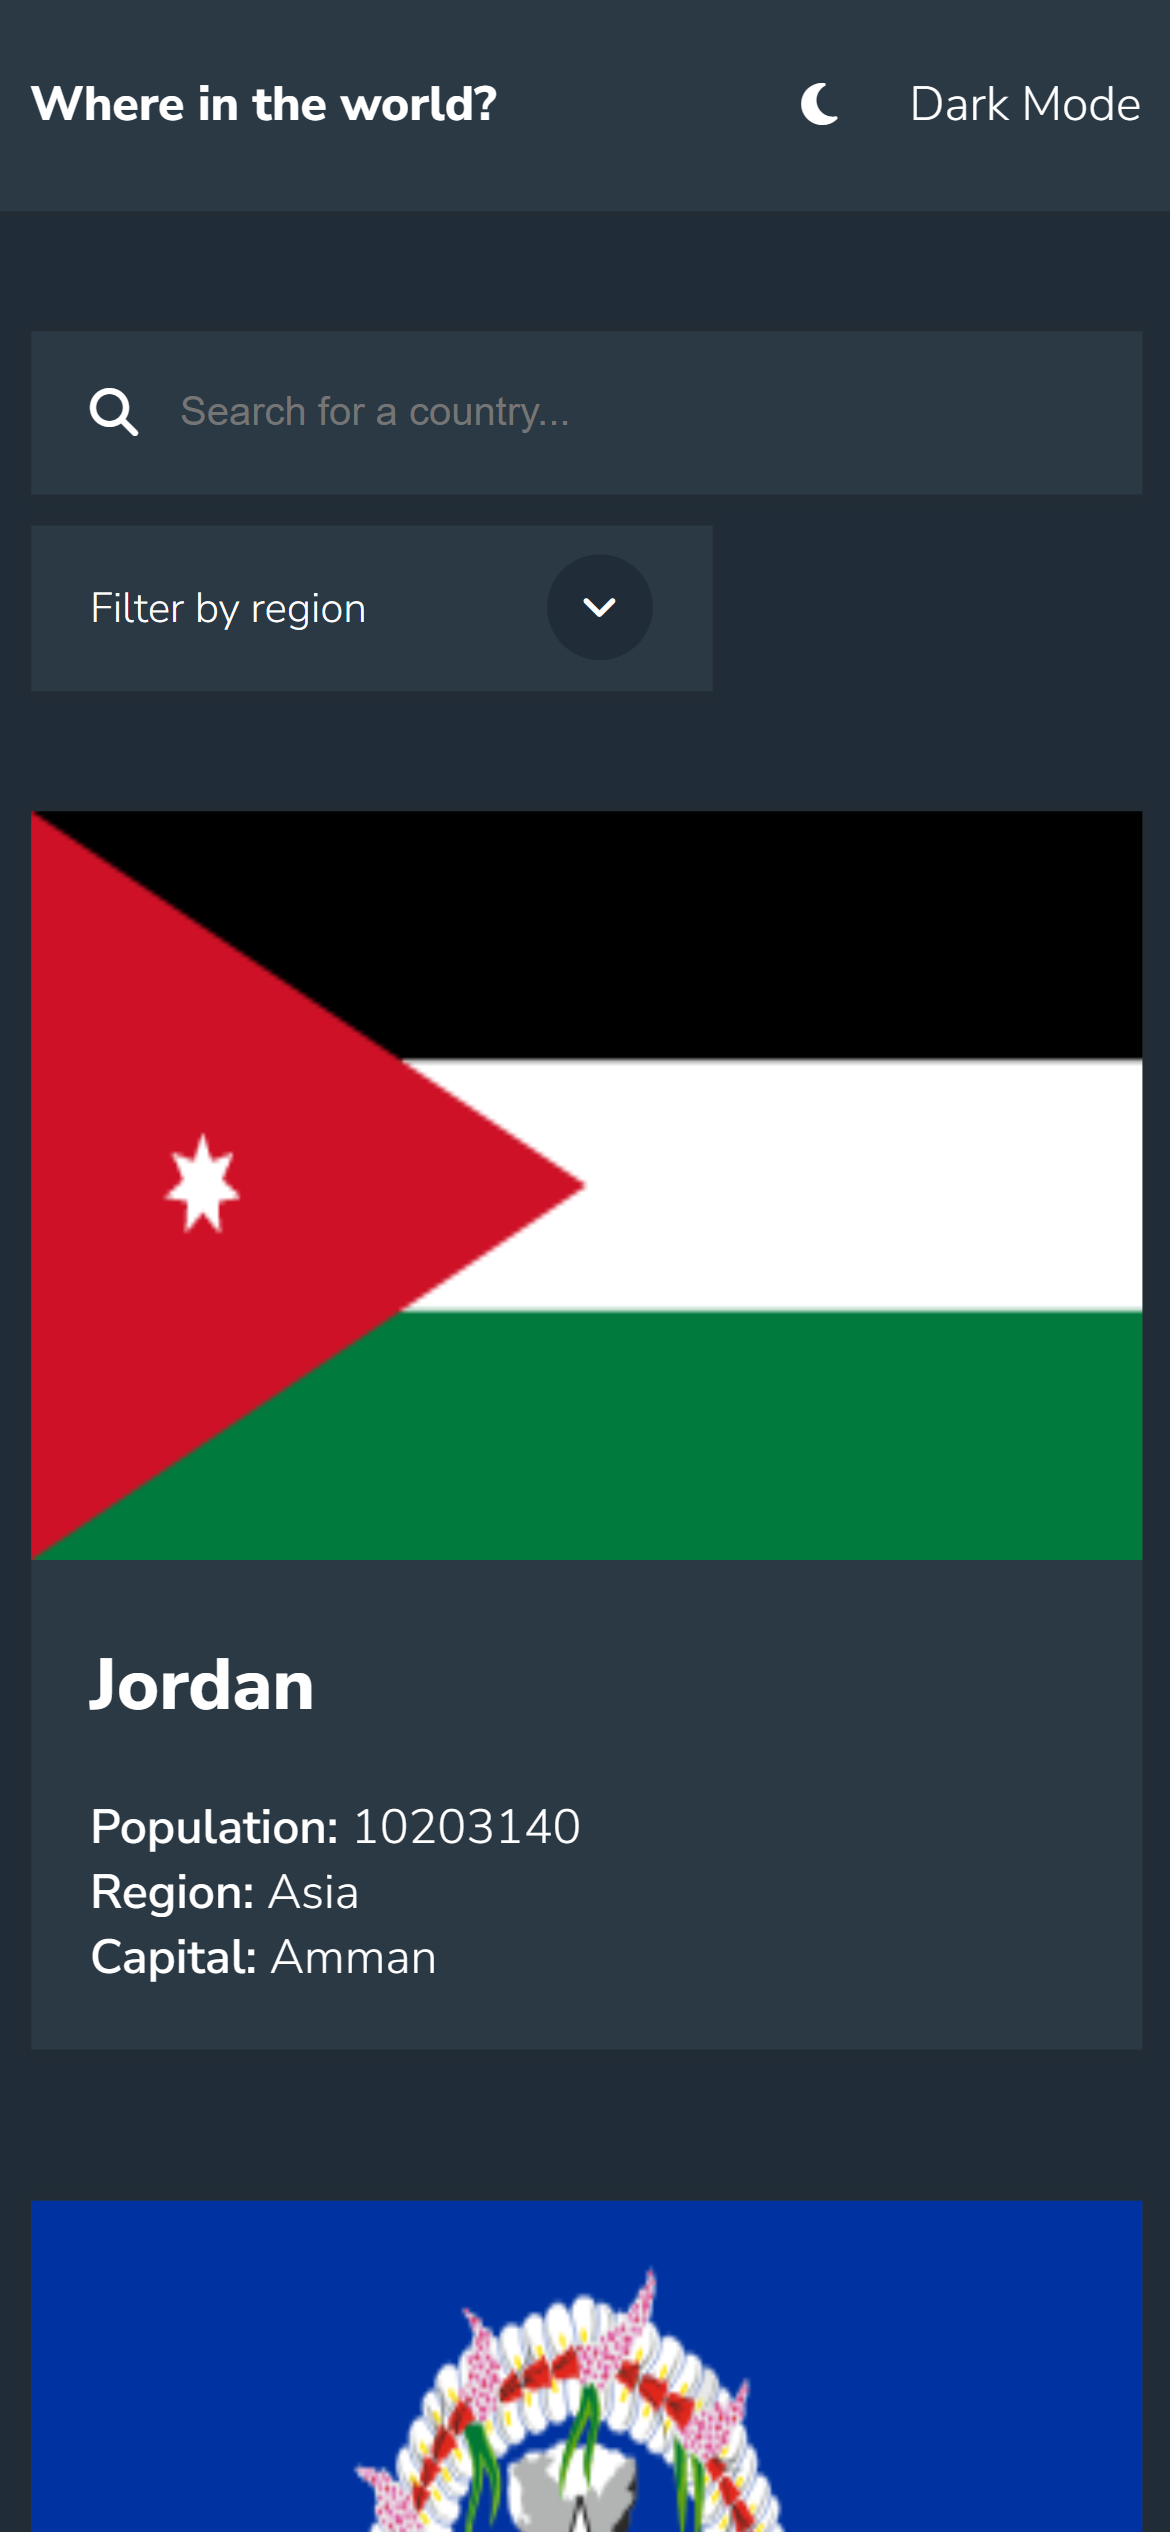 Where in the world?
Dark Mode
Search for a country...
Filter by region
Jordan
Population: 10203140
Region: Asia
Capital: Amman